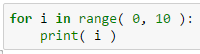 for i in range( 0, 10 ):
    print( i )